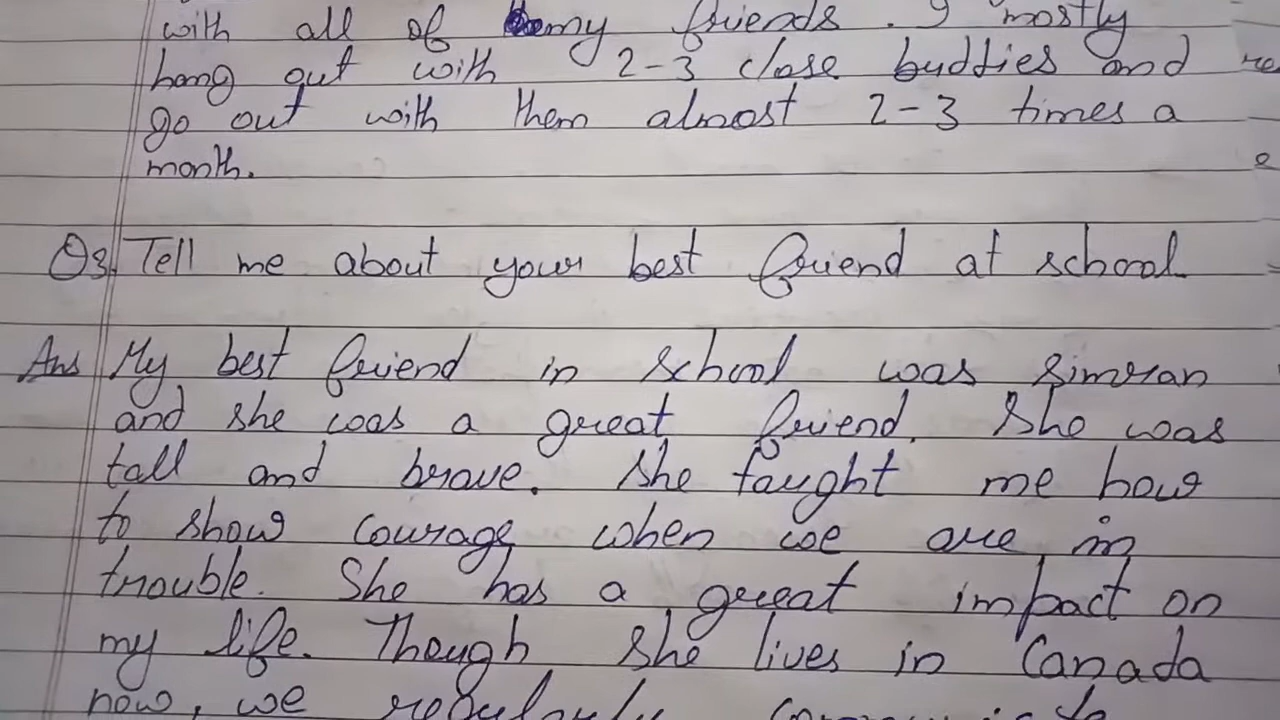 with all of my friends. I mostly
hang out with 2-3 close buddies and
go out with them almost 2-3 times a
month.
Q3. Tell me about your best friend at school
Ans My best friend in school was Simran
and she was a great friend. She was
tall and brave. She taught me how
to show courage when we are in
trouble. She has a great impact on
my life. Though she lives in Canada
now, we regularly